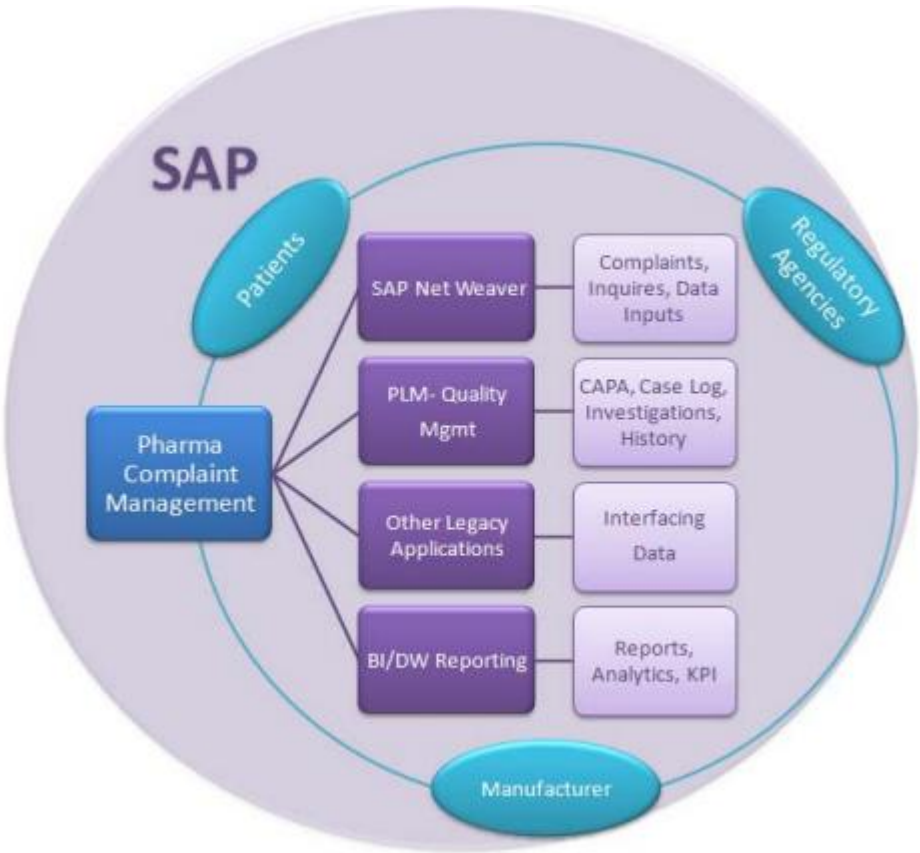 SAP
Patients
Regulatory
Agencies
Pharma
Complaint
Management
SAP Net Weaver
Complaints,
Inquires, Data
Inputs
PLM- Quality
Mgmt
CAPA, Case Log,
Investigations,
History
Other Legacy
Applications
Interfacing
Data
BI/DW Reporting
Reports,
Analytics, KPI
Manufacturer